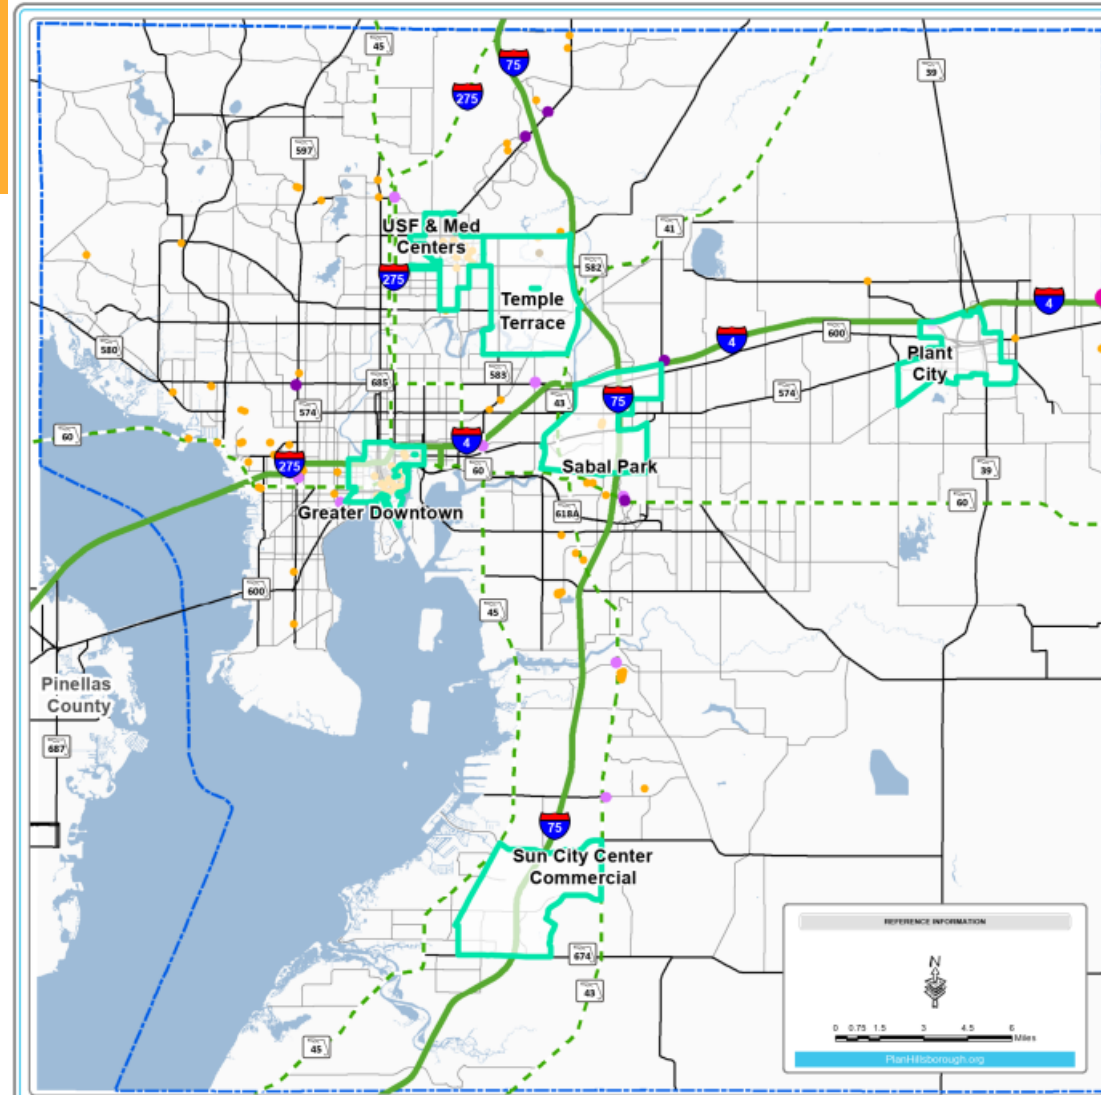 45
75
39
275
597
USF & Med
Centers
41
275
582
Temple
Terrace
4
4
600
580
Plant
City
685
583
574
574
43
75
60
4
275
60
Sabal Park
39
60
Greater Downtown
618A
600
45
Pinellas
County
687
75
Sun City Center
Commercial
REFERENCE INFORMATION
674
N
43
0 0.75 1.5 3 4.5 6
Miles
45
PlanHillsborough.org